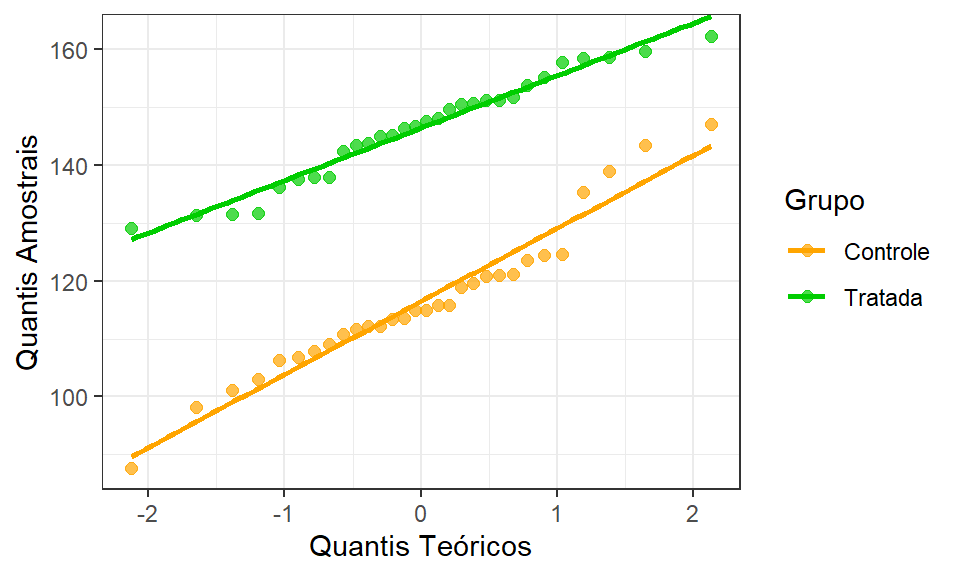 160
140
120
100
Quantis Amostrais
-2
-1
0
1
2
Quantis Teóricos
Grupo
Controle
Tratada